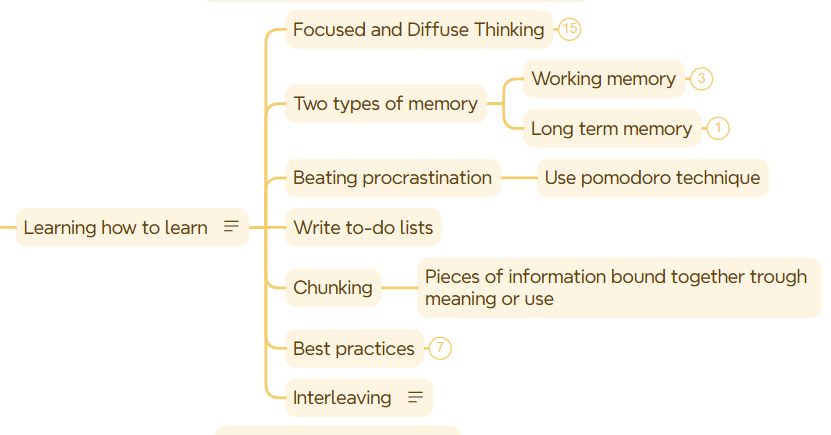 Focused and Diffuse Thinking 15
Working memory 3
Two types of memory
Long term memory 1
Beating procrastination Use pomodoro technique
Learning how to learn
Write to-do lists
Chunking
Pieces of information bound together trough
meaning or use
Best practices 7
Interleaving